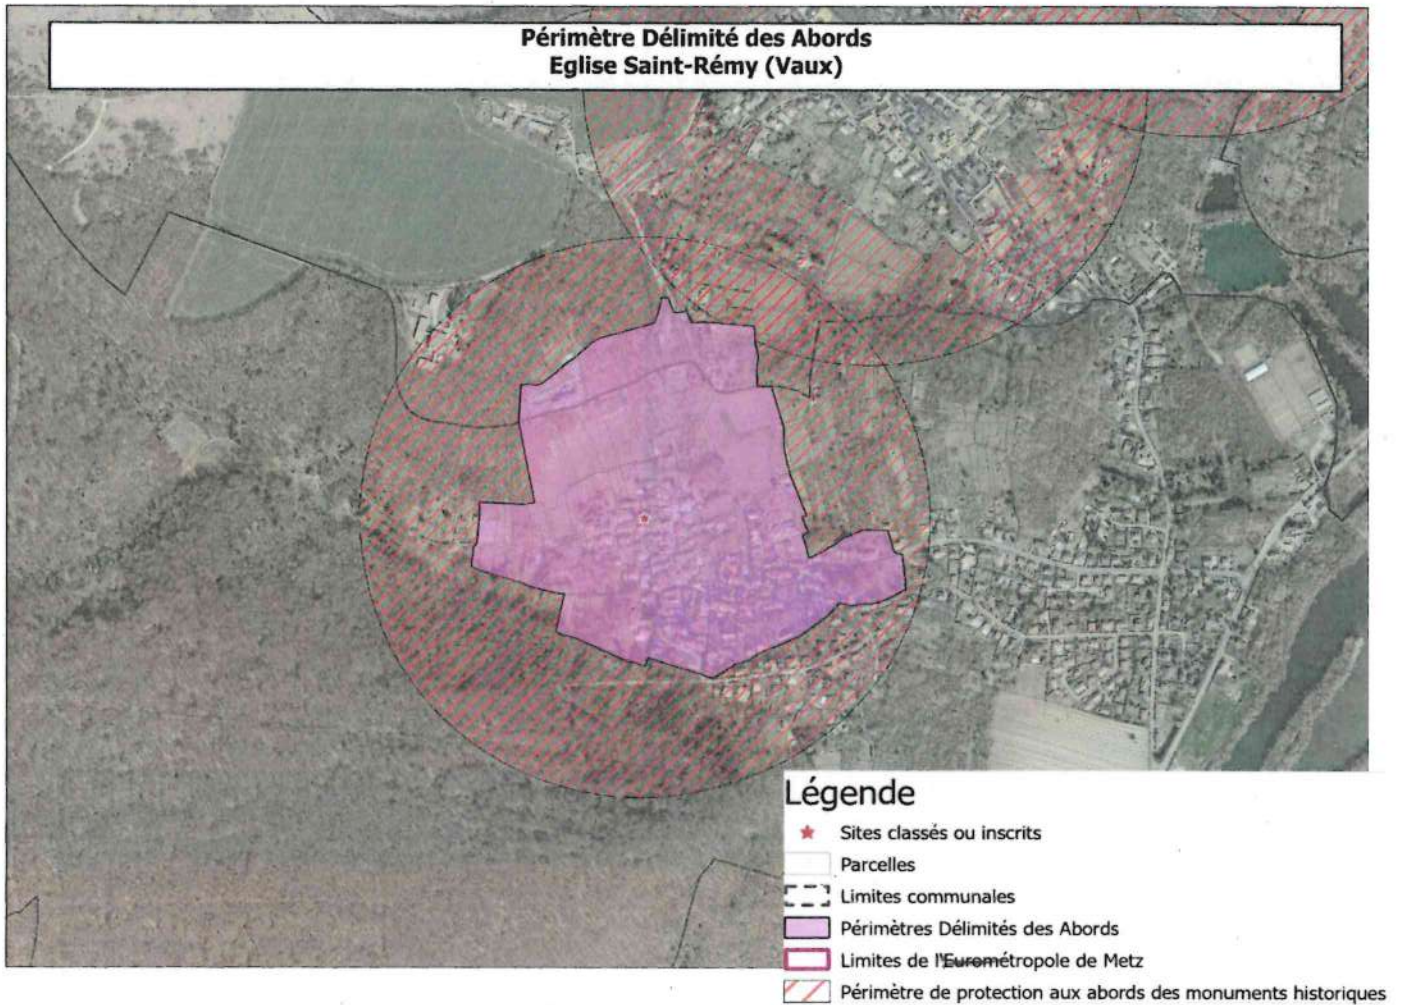 Périmètre Délimité des Abords
Eglise Saint-Rémy (Vaux)
Légende
Sites classés ou inscrits
Parcelles
Limites communales
Périmètres Délimités des Abords
Limites de l'Eurométropole de Metz
Périmètre de protection aux abords des monuments historiques